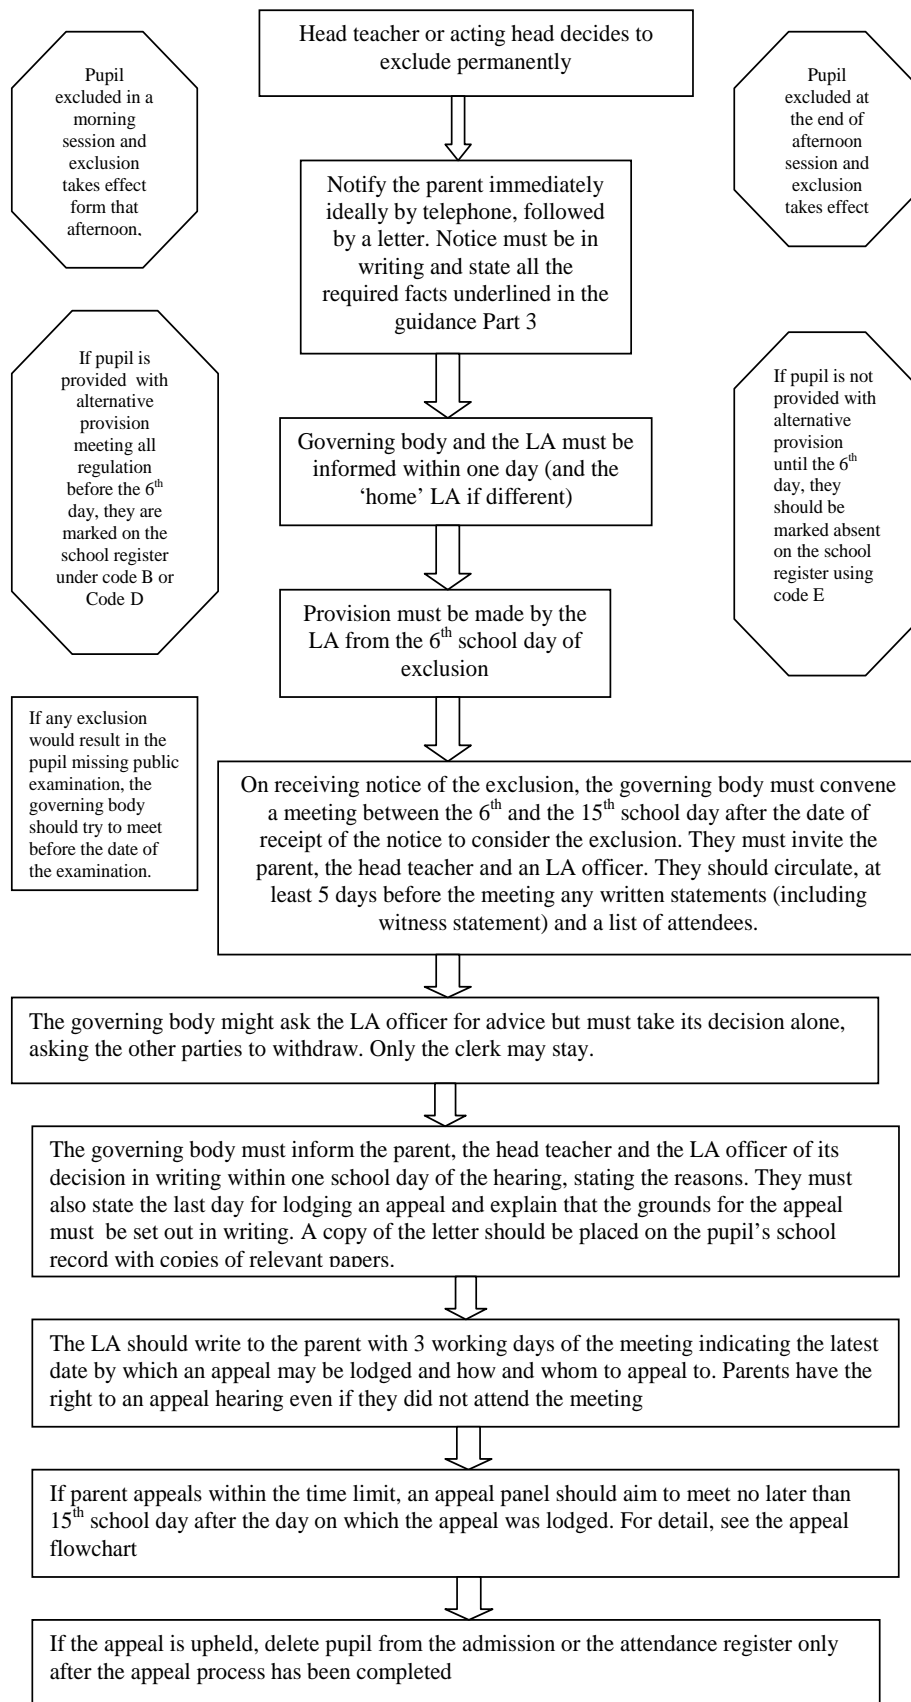 Head teacher or acting head decides to
exclude permanently
Pupil
excluded in a
morning
session and
exclusion
takes effect
form that
afternoon,
Pupil
excluded at
the end of
afternoon
session and
exclusion
takes effect
Notify the parent immediately
ideally by telephone, followed
by a letter. Notice must be in
writing and state all the
required facts underlined in the
guidance Part 3
If pupil is
provided with
alternative
provision
meeting all
regulation
before the 6th
day, they are
marked on the
school register
under code B or
Code D
If pupil is not
provided with
alternative
provision
until the 6th
day, they
should be
marked absent
on the school
register using
code E
Governing body and the LA must be
informed within one day (and the
‘home’ LA if different)
Provision must be made by the
LA from the 6th school day of
exclusion
If any exclusion
would result in the
pupil missing public
examination, the
governing body
should try to meet
before the date of
the examination.
On receiving notice of the exclusion, the governing body must convene
a meeting between the 6th and the 15th school day after the date of
receipt of the notice to consider the exclusion. They must invite the
parent, the head teacher and an LA officer. They should circulate, at
least 5 days before the meeting any written statements (including
witness statement) and a list of attendees.
The governing body might ask the LA officer for advice but must take its decision alone,
asking the other parties to withdraw. Only the clerk may stay.
The governing body must inform the parent, the head teacher and the LA officer of its
decision in writing within one school day of the hearing, stating the reasons. They must
also state the last day for lodging an appeal and explain that the grounds for the appeal
must be set out in writing. A copy of the letter should be placed on the pupil’s school
record with copies of relevant papers.
The LA should write to the parent with 3 working days of the meeting indicating the latest
date by which an appeal may be lodged and how and whom to appeal to. Parents have the
right to an appeal hearing even if they did not attend the meeting
If parent appeals within the time limit, an appeal panel should aim to meet no later than
15th school day after the day on which the appeal was lodged. For detail, see the appeal
flowchart
If the appeal is upheld, delete pupil from the admission or the attendance register only
after the appeal process has been completed